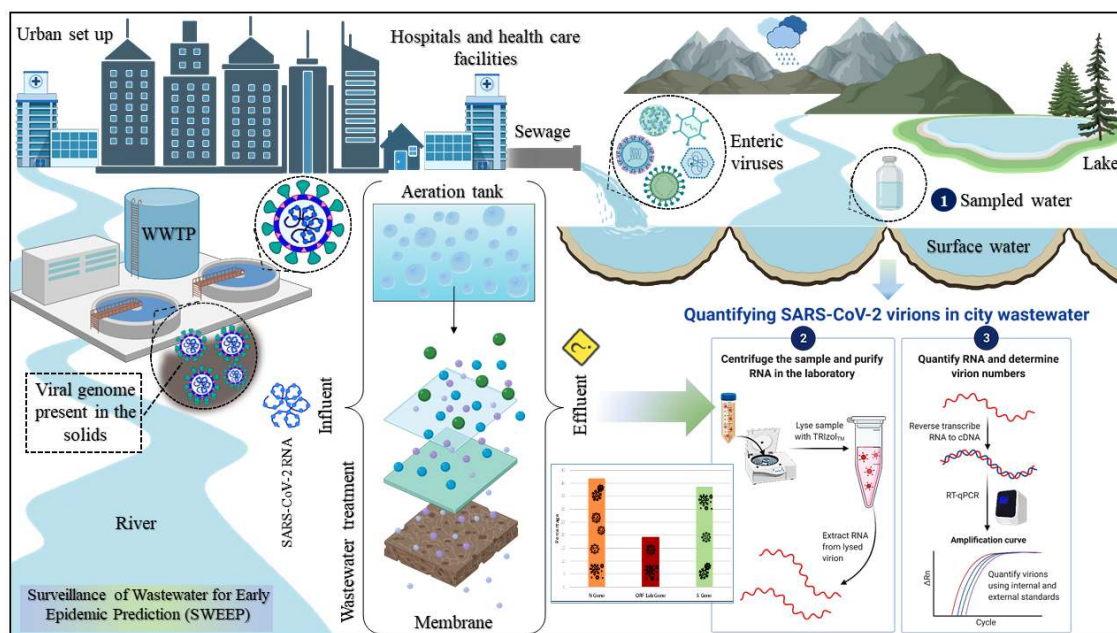 Urban set up
Hospitals and health care
facilities
Sewage
Enteric
viruses
Lake
1 Sampled water
Surface water
WWTP
Viral genome
present in the
solids
River
Surveillance of Wastewater for Early
Epidemic Prediction (SWEEP)
SARS-CoV-2 RNA
Influent
Wastewater treatment
Aeration tank
Membrane
Effluent
?
Percentage
N Gene
ORF 1ab Gene
S Gene
Quantifying SARS-CoV-2 virions in city wastewater
2
Centrifuge the sample and purify
RNA in the laboratory
Lyse sample
with TRIzol™
Extract RNA
from lysed
virion
3
Quantify RNA and determine
virion numbers
Reverse transcribe
RNA to cDNA
RT-qPCR
Amplification curve
ΔRn
Quantify virions
using internal and
external standards
Cycle